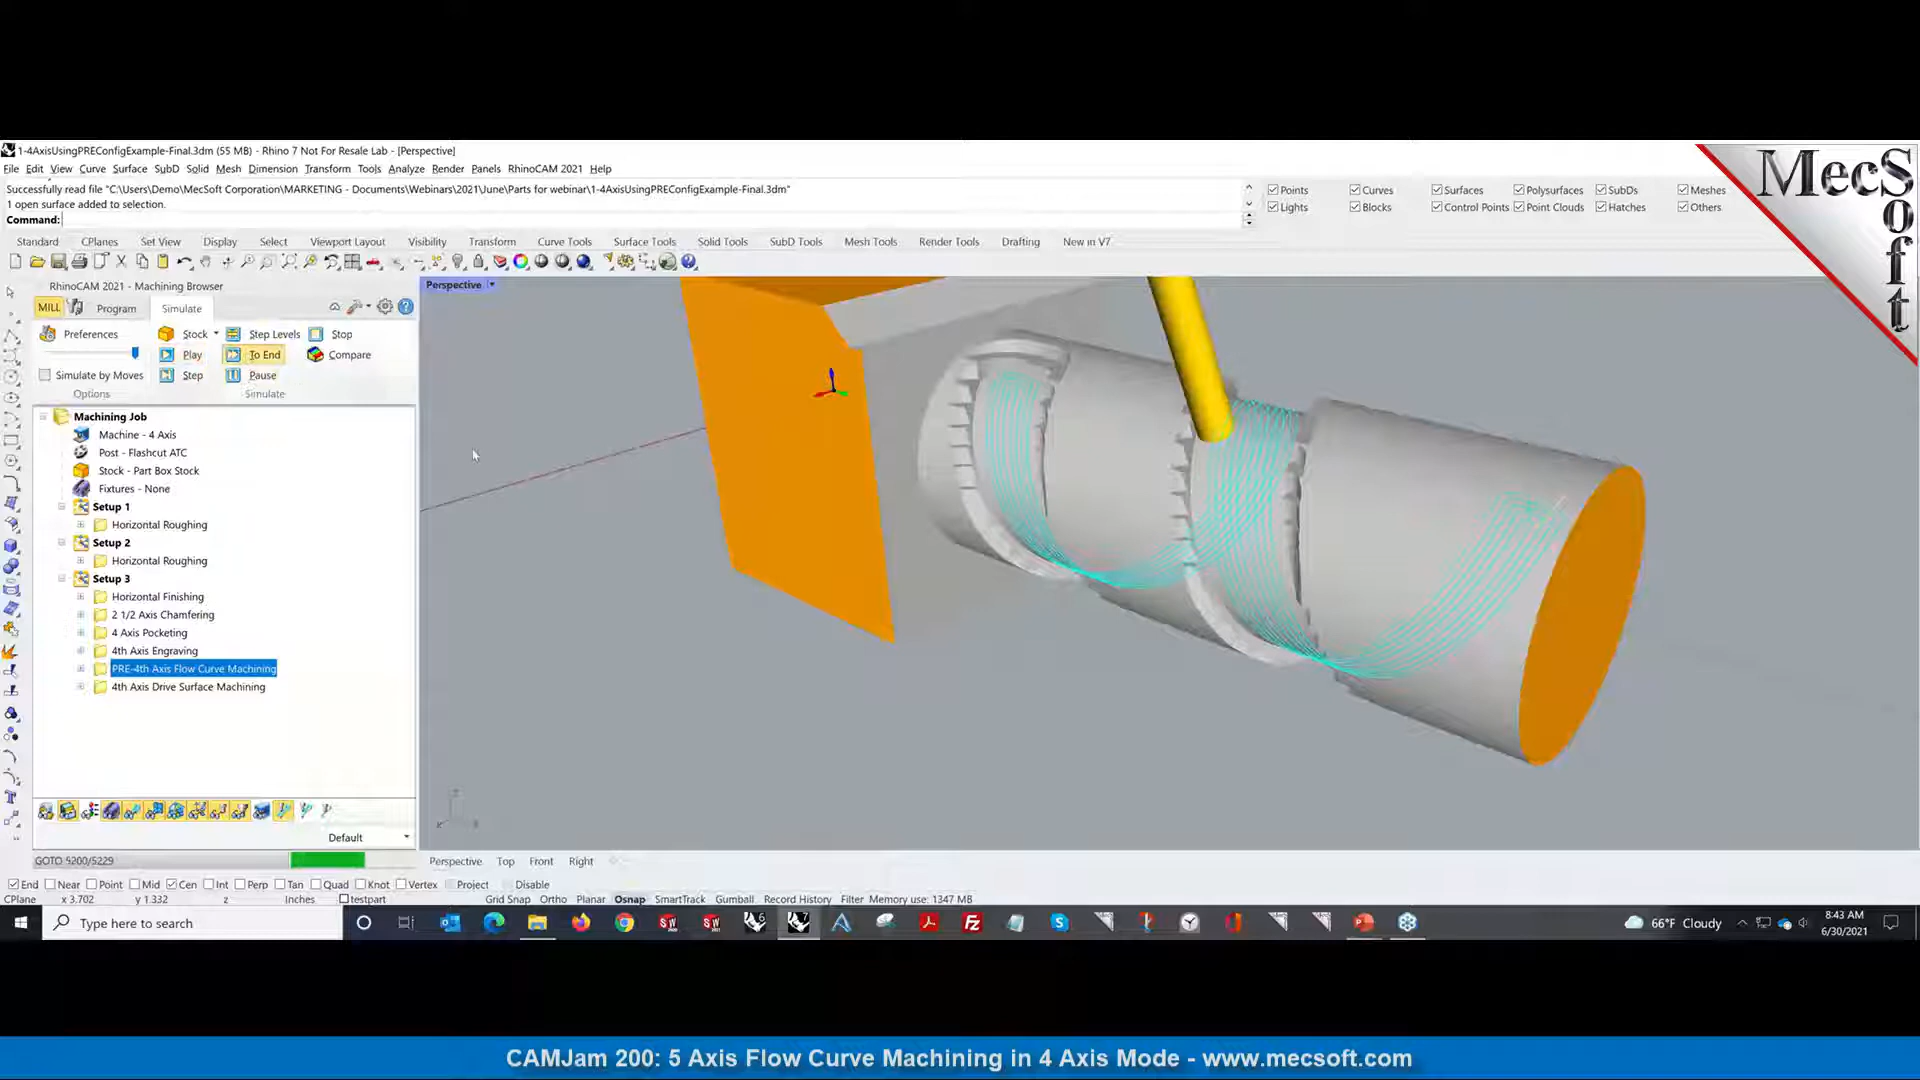 1-4AxisUsingPREConfigExample-Final.3dm (55 MB) - Rhino 7 Not For Resale Lab - [Perspective]
File Edit View Curve Surface SubD Solid Mesh Dimension Transform Tools Analyze Render Panels RhinoCAM 2021 Help
Successfully read file "C:\Users\Demo\MecSoft Corporation\MARKETING - Documents\Webinars\2021\June\Parts for webinar\1-4AxisUsingPREConfigExample-Final.3dm"
1 open surface added to selection.
Command:
Points Curves Surfaces Polysurfaces SubDs Meshes
Lights Blocks Control Points Point Clouds Hatches Others
MecSoft
Standard CPlanes Set View Display Select Viewport Layout Visibility Transform Curve Tools Surface Tools Solid Tools SubD Tools Mesh Tools Render Tools Drafting New in V7
RhinoCAM 2021 - Machining Browser
Perspective
MILL Program Simulate
Preferences Stock Step Levels Stop
Play To End Compare
Simulate by Moves Step Pause
Options Simulate
Machining Job
Machine - 4 Axis
Post - Flashcut ATC
Stock - Part Box Stock
Fixtures - None
Setup 1
Horizontal Roughing
Setup 2
Horizontal Roughing
Setup 3
Horizontal Finishing
2 1/2 Axis Chamfering
4 Axis Pocketing
4th Axis Engraving
PRE-4th Axis Flow Curve Machining
4th Axis Drive Surface Machining
Default
GOTO 5200/5229
Perspective Top Front Right
End Near Point Mid Cen Int Perp Tan Quad Knot Vertex Project Disable
CPlane x 3.702 y 1.332 z Inches testpart Grid Snap Ortho Planar Osnap SmartTrack Gumball Record History Filter Memory use: 1347 MB
Type here to search
66°F Cloudy
8:43 AM
6/30/2021
CAMJam 200: 5 Axis Flow Curve Machining in 4 Axis Mode - www.mecsoft.com